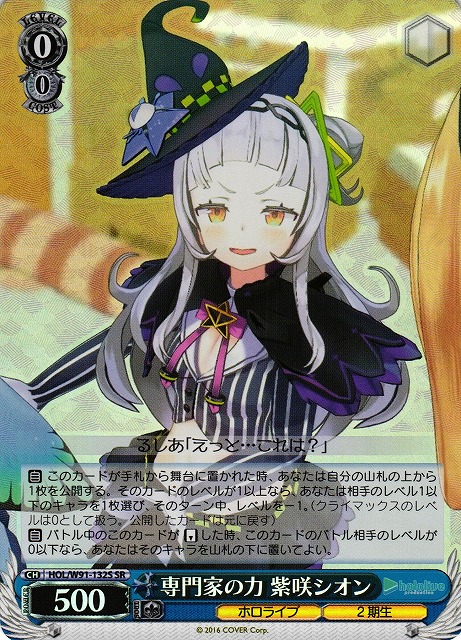 LEVEL
0
0
COST
るしあ「えっと…これは？」
自 このカードが手札から舞台に置かれた時、あなたは自分の山札の上から
1枚を公開する。そのカードのレベルが1以上なら、あなたは相手のレベル1以下
のキャラを1枚選び、そのターン中、レベルを－1。（クライマックスのレベ
ルは0として扱う。公開したカードは元に戻す）
自 バトル中のこのカードが【】した時、このカードのバトル相手のレベルが
0以下なら、あなたはそのキャラを山札の下に置いてよい。
CH HOL/W91-132S SR
POWER
500
専門家の力 紫咲シオン
hololive
production
ホロライブ
2期生
© 2016 COVER Corp.